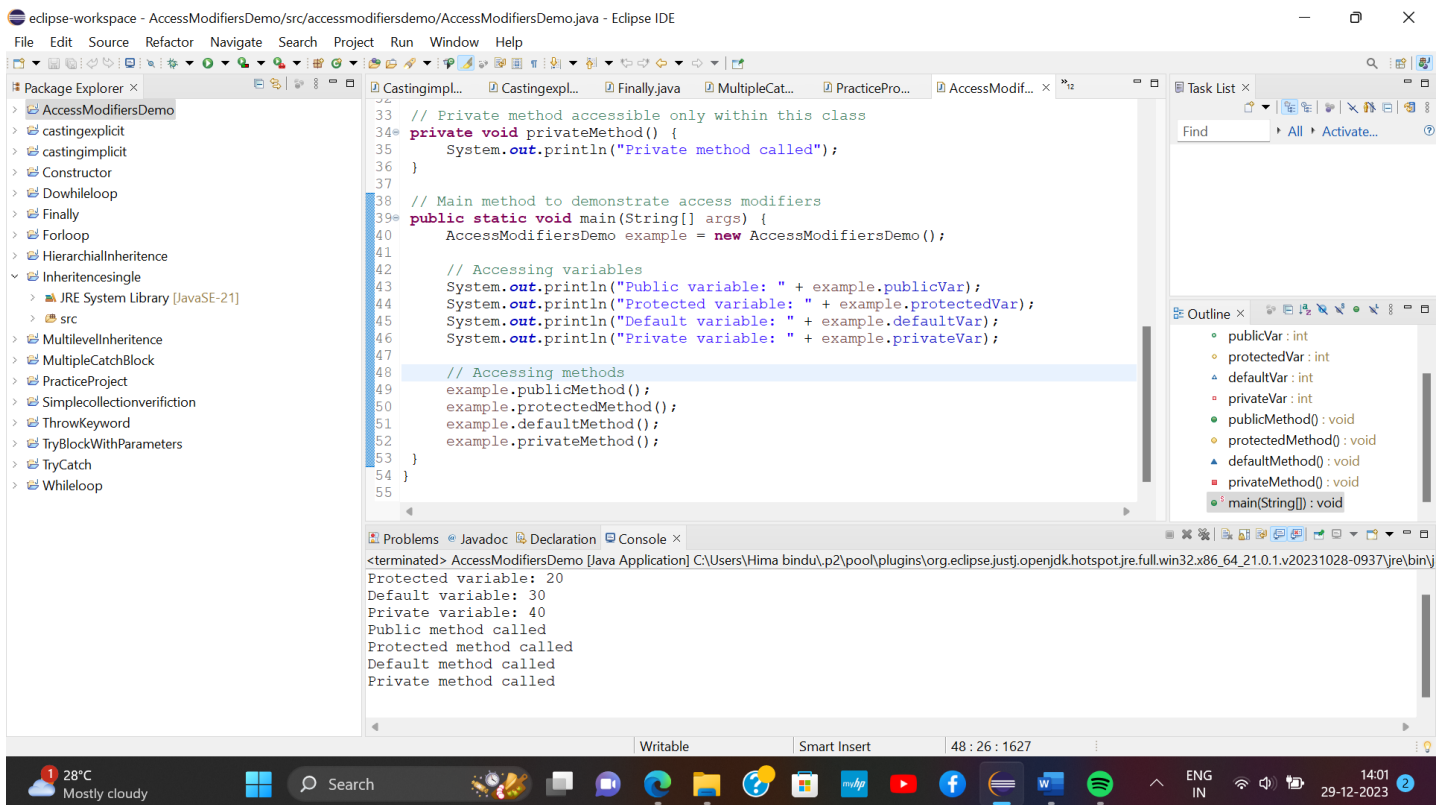 eclipse-workspace - AccessModifiersDemo/src/accessmodifiersdemo/AccessModifiersDemo.java - Eclipse IDE
File Edit Source Refactor Navigate Search Project Run Window Help
Package Explorer
AccessModifiersDemo
castingexplicit
castingimplicit
Constructor
Dowhileloop
Finally
Forloop
HierarchialInheritence
Inheritencesingle
JRE System Library [JavaSE-21]
src
MultilevelInheritence
MultipleCatchBlock
PracticeProject
Simplecollectionverifiction
ThrowKeyword
TryBlockWithParameters
TryCatch
Whileloop
Castingimpl... Castingexpl... Finally.java MultipleCat... PracticePro... AccessModif... 12
32
33 // Private method accessible only within this class
34 private void privateMethod() {
35 System.out.println("Private method called");
36 }
37
38 // Main method to demonstrate access modifiers
39 public static void main(String[] args) {
40 AccessModifiersDemo example = new AccessModifiersDemo();
41
42 // Accessing variables
43 System.out.println("Public variable: " + example.publicVar);
44 System.out.println("Protected variable: " + example.protectedVar);
45 System.out.println("Default variable: " + example.defaultVar);
46 System.out.println("Private variable: " + example.privateVar);
47
48 // Accessing methods
49 example.publicMethod();
50 example.protectedMethod();
51 example.defaultMethod();
52 example.privateMethod();
53 }
54 }
55
Task List
Find All Activate...
Outline
publicVar : int
protectedVar : int
defaultVar : int
privateVar : int
publicMethod() : void
protectedMethod() : void
defaultMethod() : void
privateMethod() : void
main(String[]) : void
Problems Javadoc Declaration Console
<terminated> AccessModifiersDemo [Java Application] C:\Users\Hima bindu\.p2\pool\plugins\org.eclipse.justj.openjdk.hotspot.jre.full.win32.x86_64_21.0.1.v20231028-0937\jre\bin\j
Protected variable: 20
Default variable: 30
Private variable: 40
Public method called
Protected method called
Default method called
Private method called
Writable Smart Insert 48 : 26 : 1627
1 28°C
Mostly cloudy
Search
myhp
ENG
IN
14:01
29-12-2023
2